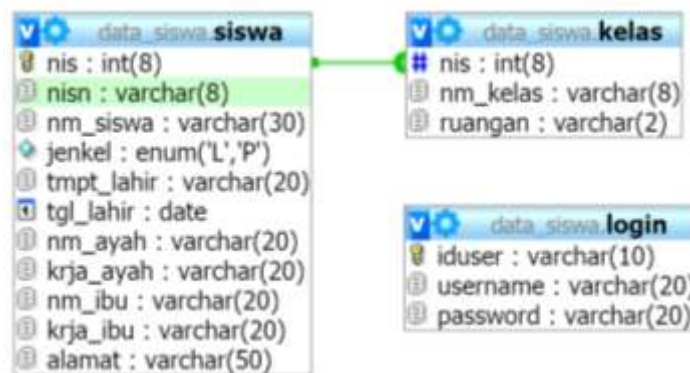 data_siswa siswa
nis : int(8)
nisn : varchar(8)
nm_siswa : varchar(30)
jenkel : enum('L','P')
tmpt_lahir : varchar(20)
tgl_lahir : date
nm_ayah : varchar(20)
krja_ayah : varchar(20)
nm_ibu : varchar(20)
krja_ibu : varchar(20)
alamat : varchar(50)
data_siswa kelas
# nis : int(8)
nm_kelas : varchar(8)
ruangan : varchar(2)
data_siswa login
iduser : varchar(10)
username : varchar(20)
password : varchar(20)